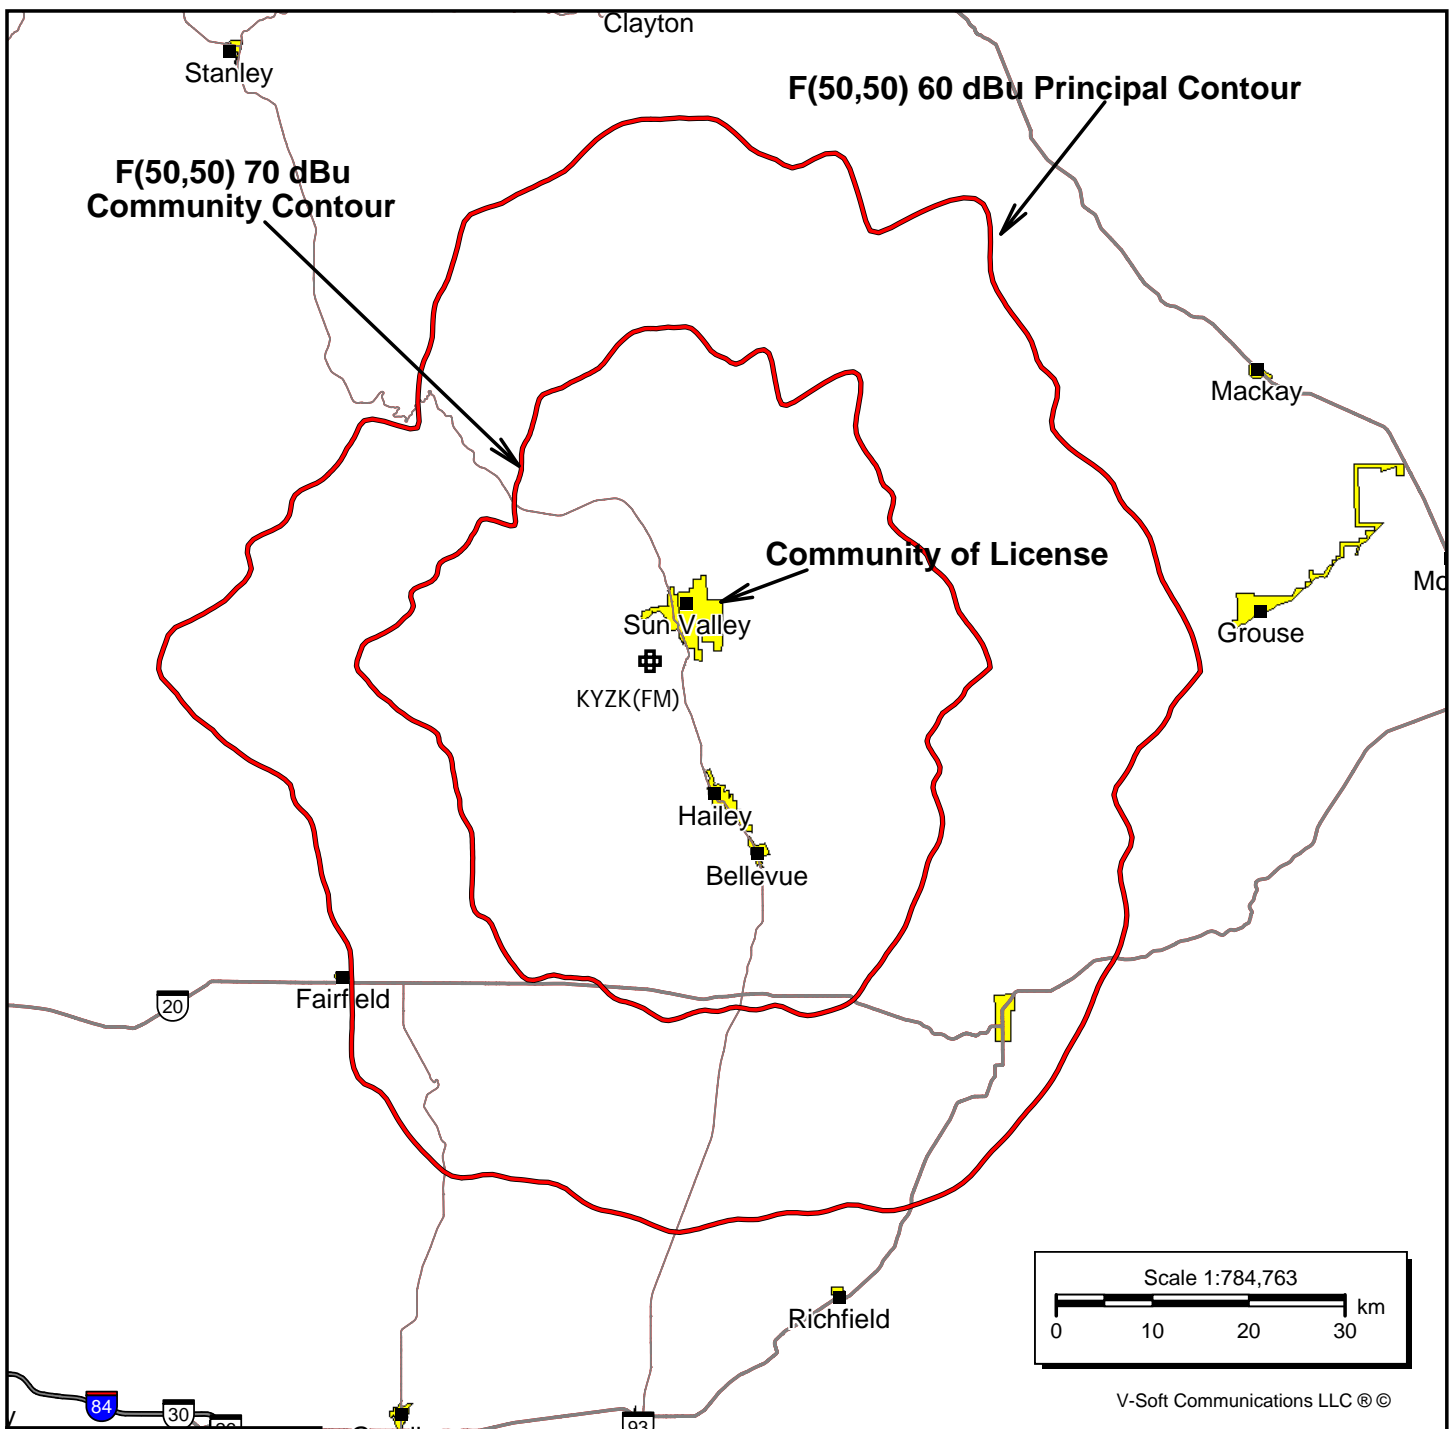 Clayton
Stanley
F(50,50) 60 dBu Principal Contour
F(50,50) 70 dBu
Community Contour
Mackay
Community of License
Sun Valley
Grouse
KYZK(FM)
Hailey
Bellevue
Fairfield
20
Scale 1:784,763
km
0 10 20 30
Richfield
V-Soft Communications LLC ® ©
84
30
93